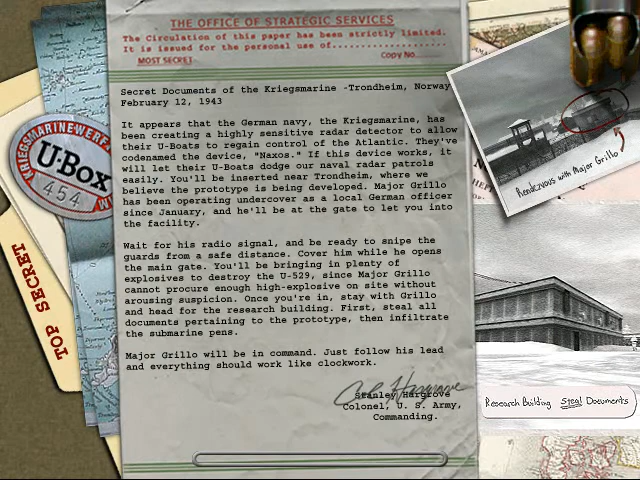 THE OFFICE OF STRATEGIC SERVICES
The Circulation of this paper has been strictly limited.
It is issued for the personal use of...................
MOST SECRET
Copy No.....
Secret Documents of the Kriegsmarine -Trondheim, Norway
February 12, 1943
It appears that the German navy, the Kriegsmarine, has
been creating a highly sensitive radar detector to allow
their U-Boats to regain control of the Atlantic. They've
codenamed the device, "Naxos." If this device works, it
will let their U-Boats dodge our naval radar patrols
easily. You'll be inserted near Trondheim, where we
believe the prototype is being developed. Major Grillo
has been operating undercover as a local German officer
since January, and he'll be at the gate to let you into
the facility.
Wait for his radio signal, and be ready to snipe the
guards from a safe distance. Cover him while he opens
the main gate. You'll be bringing in plenty of
explosives to destroy the U-529, since Major Grillo
cannot procure enough high-explosive on site without
arousing suspicion. Once you're in, stay with Grillo
and head for the research building. First, steal all
documents pertaining to the prototype, then infiltrate
the submarine pens.
Major Grillo will be in command. Just follow his lead
and everything should work like clockwork.
Stanley Hargrove
Colonel, U. S. Army,
Commanding.
U-Box
454
TOP SECRET
Rendezvous with Major Grillo
Research Building Steal Documents